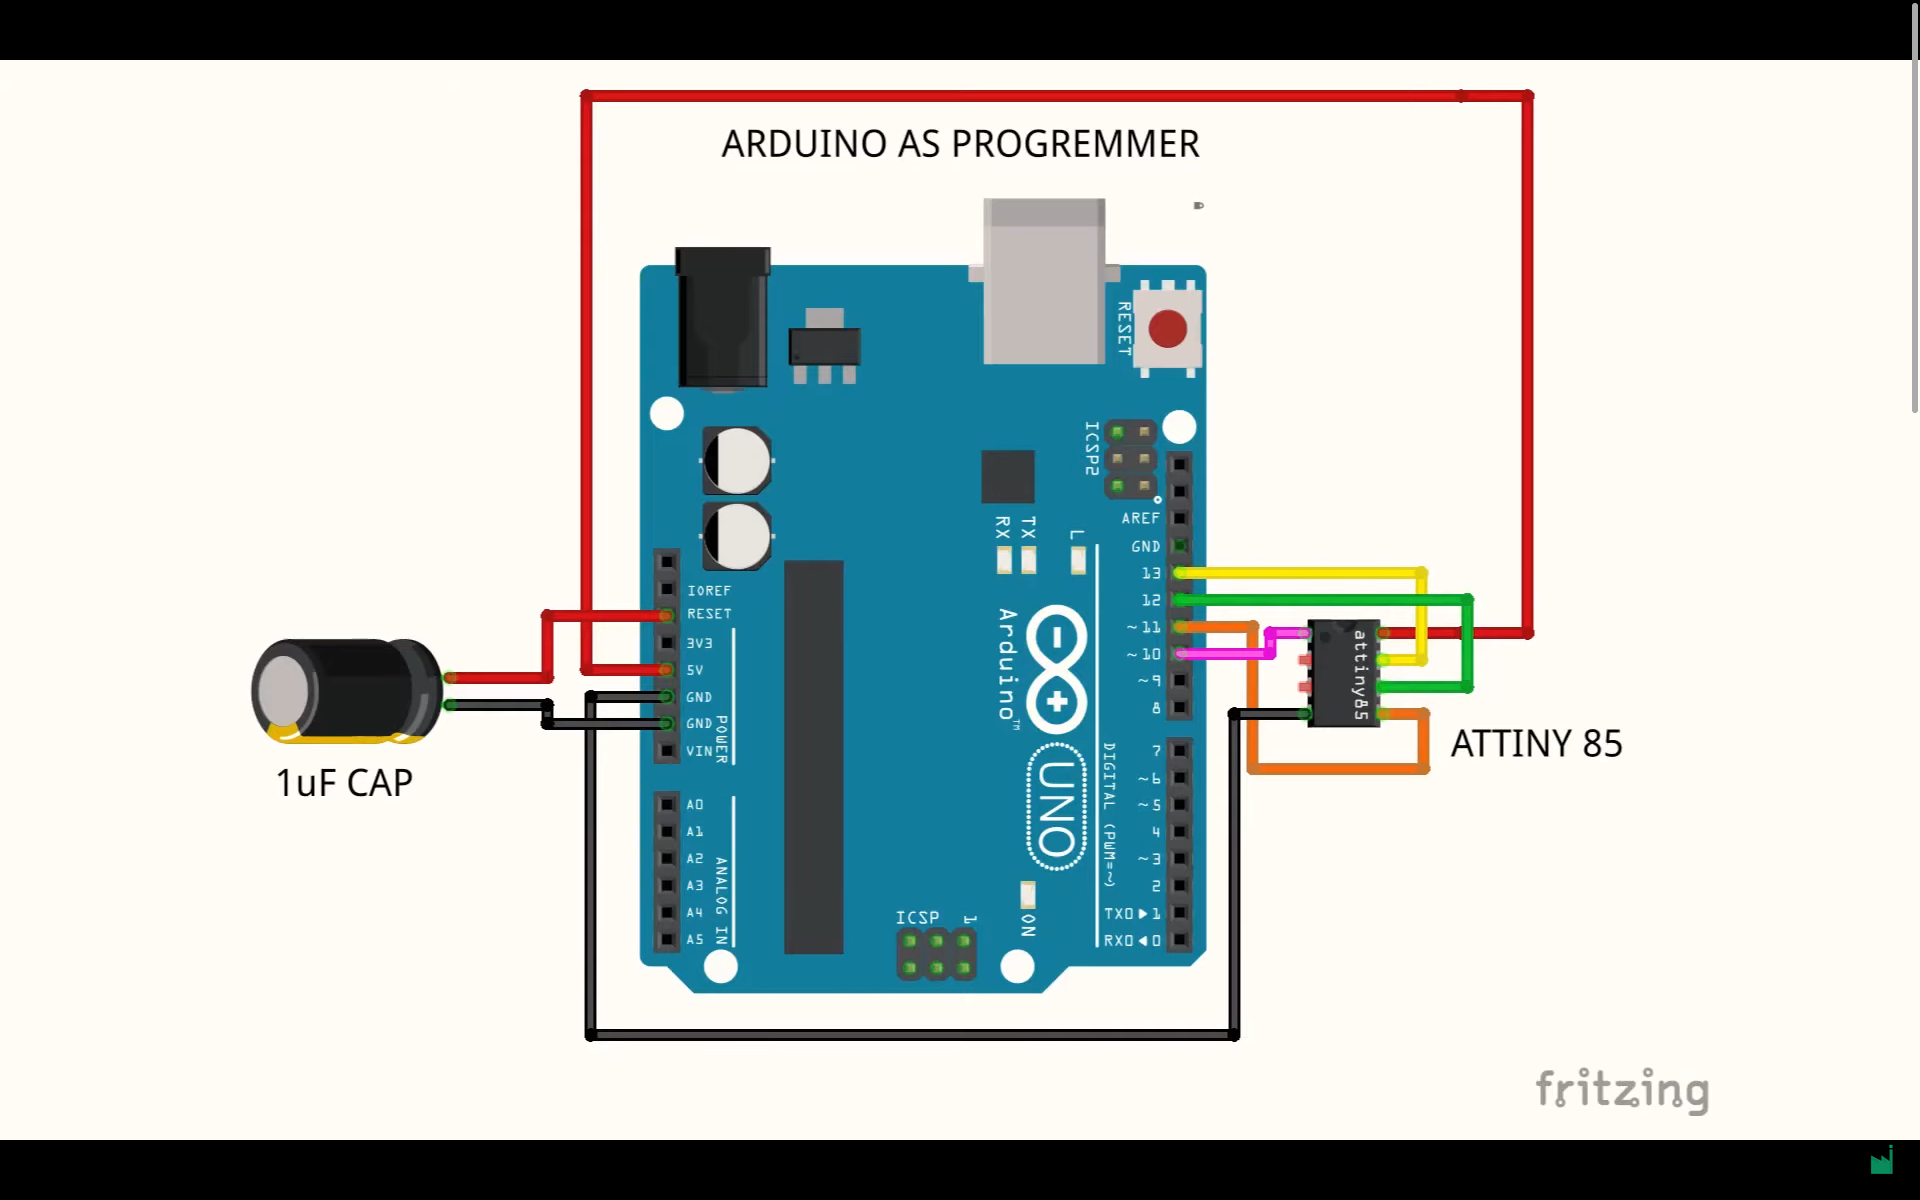 ARDUINO AS PROGREMMER
RESET
ICSP2
AREF
GND
RX
TX
L
13
12
~11
~10
~9
8
IOREF
RESET
3V3
5V
GND
GND
VIN
POWER
Arduino™
UNO
attiny85
ATTINY 85
1uF CAP
7
~6
~5
4
~3
2
TX0▶1
RX0◀0
DIGITAL (PWM=~)
A0
A1
A2
A3
A4
A5
ANALOG IN
ICSP
1
ON
fritzing